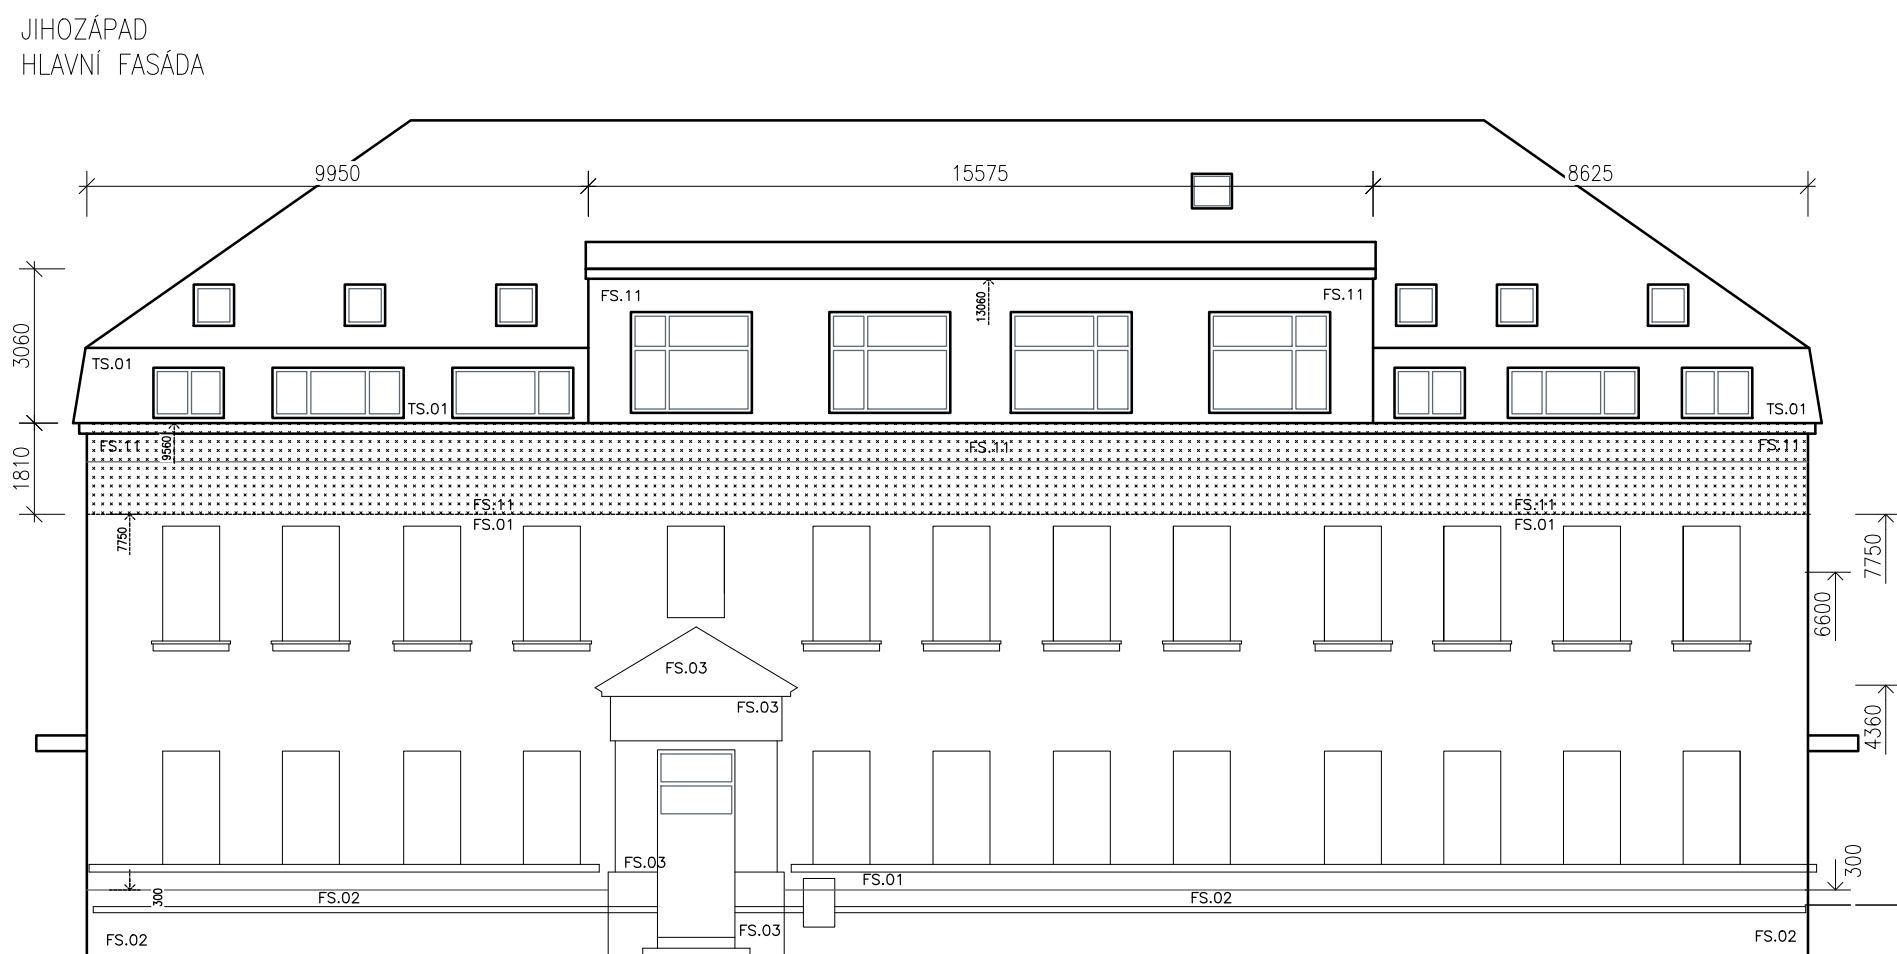 JIHOZÁPAD
HLAVNÍ FASÁDA
9950
15575
8625
FS.11
13060
FS.11
3060
TS.01
TS.01
TS.01
FS.11
9560
FS.11
FS.11
1810
FS.11
FS.11
7750
FS.01
FS.01
7750
6600
FS.03
FS.03
4360
FS.03
300
FS.01
300
FS.02
FS.02
FS.02
FS.03
FS.02